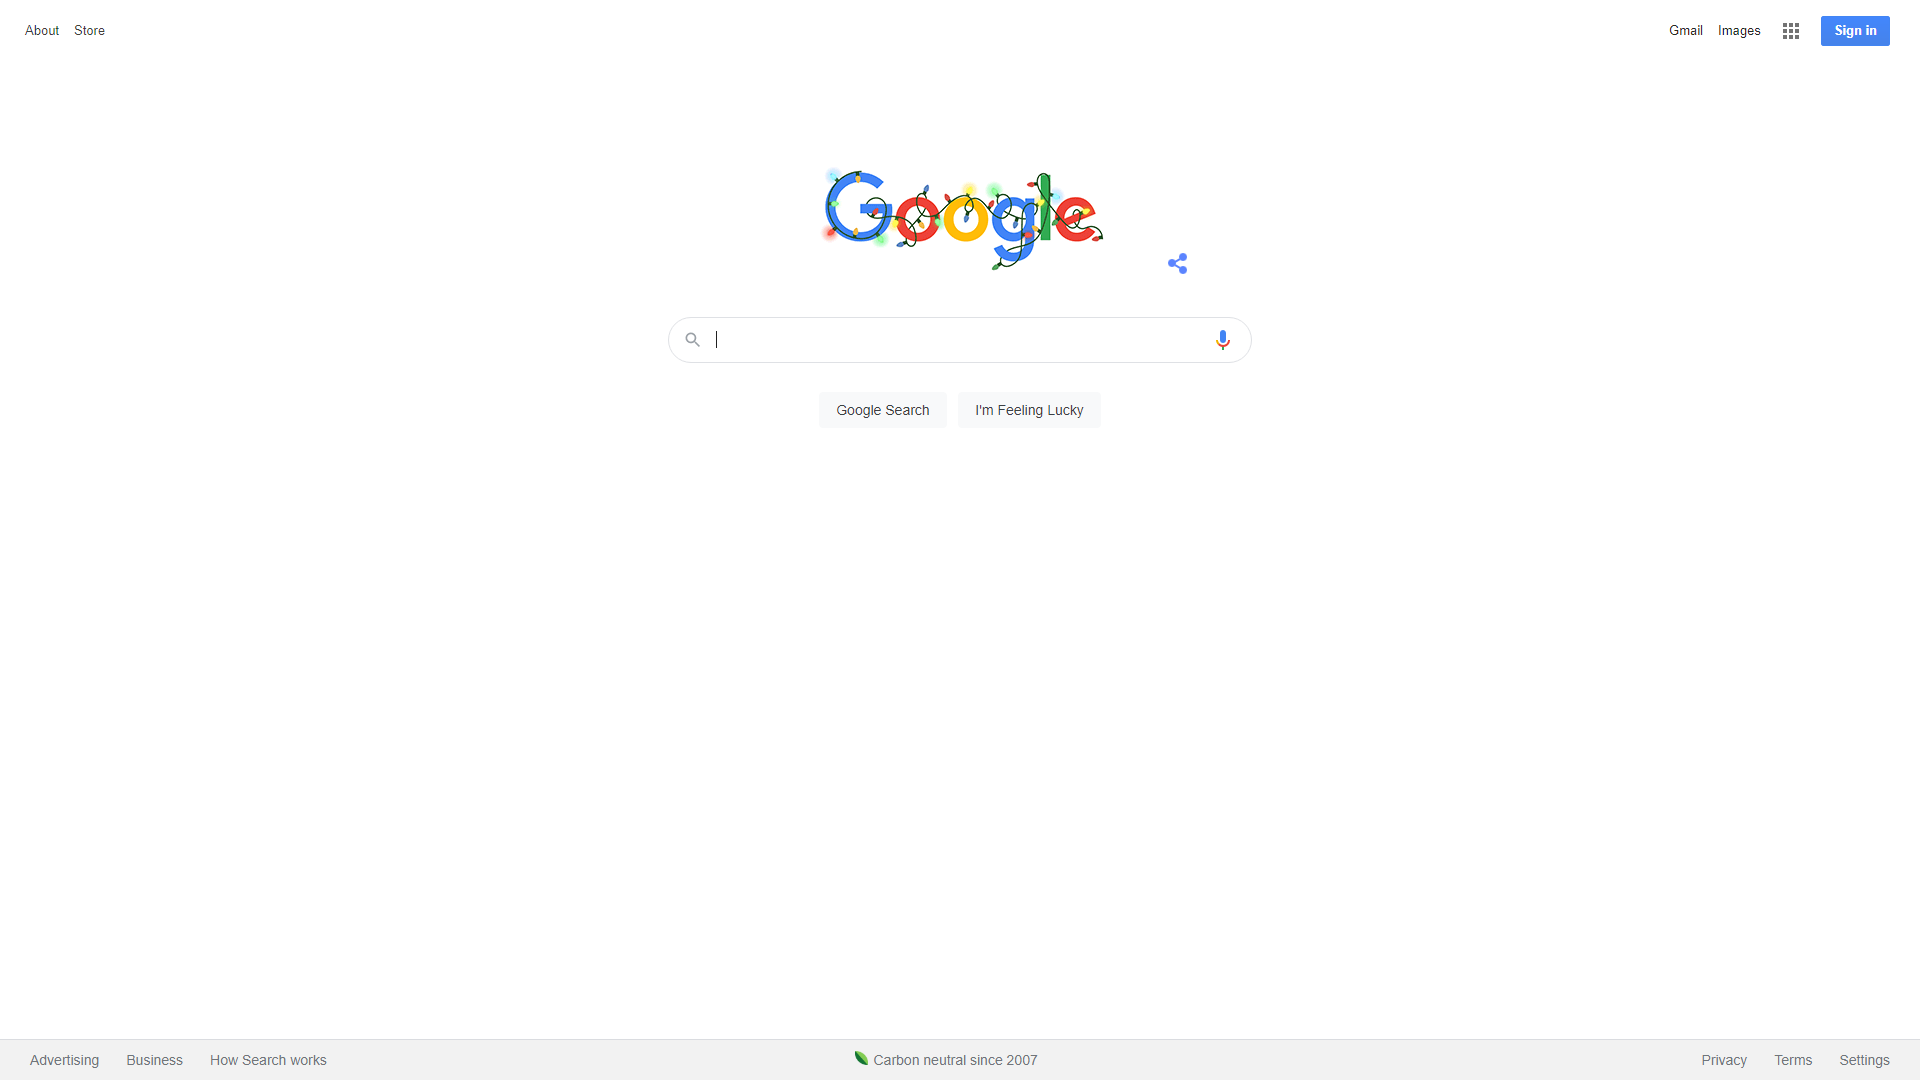 About Store
Gmail Images Sign in
Google
Google Search I'm Feeling Lucky
Advertising Business How Search works Carbon neutral since 2007 Privacy Terms Settings